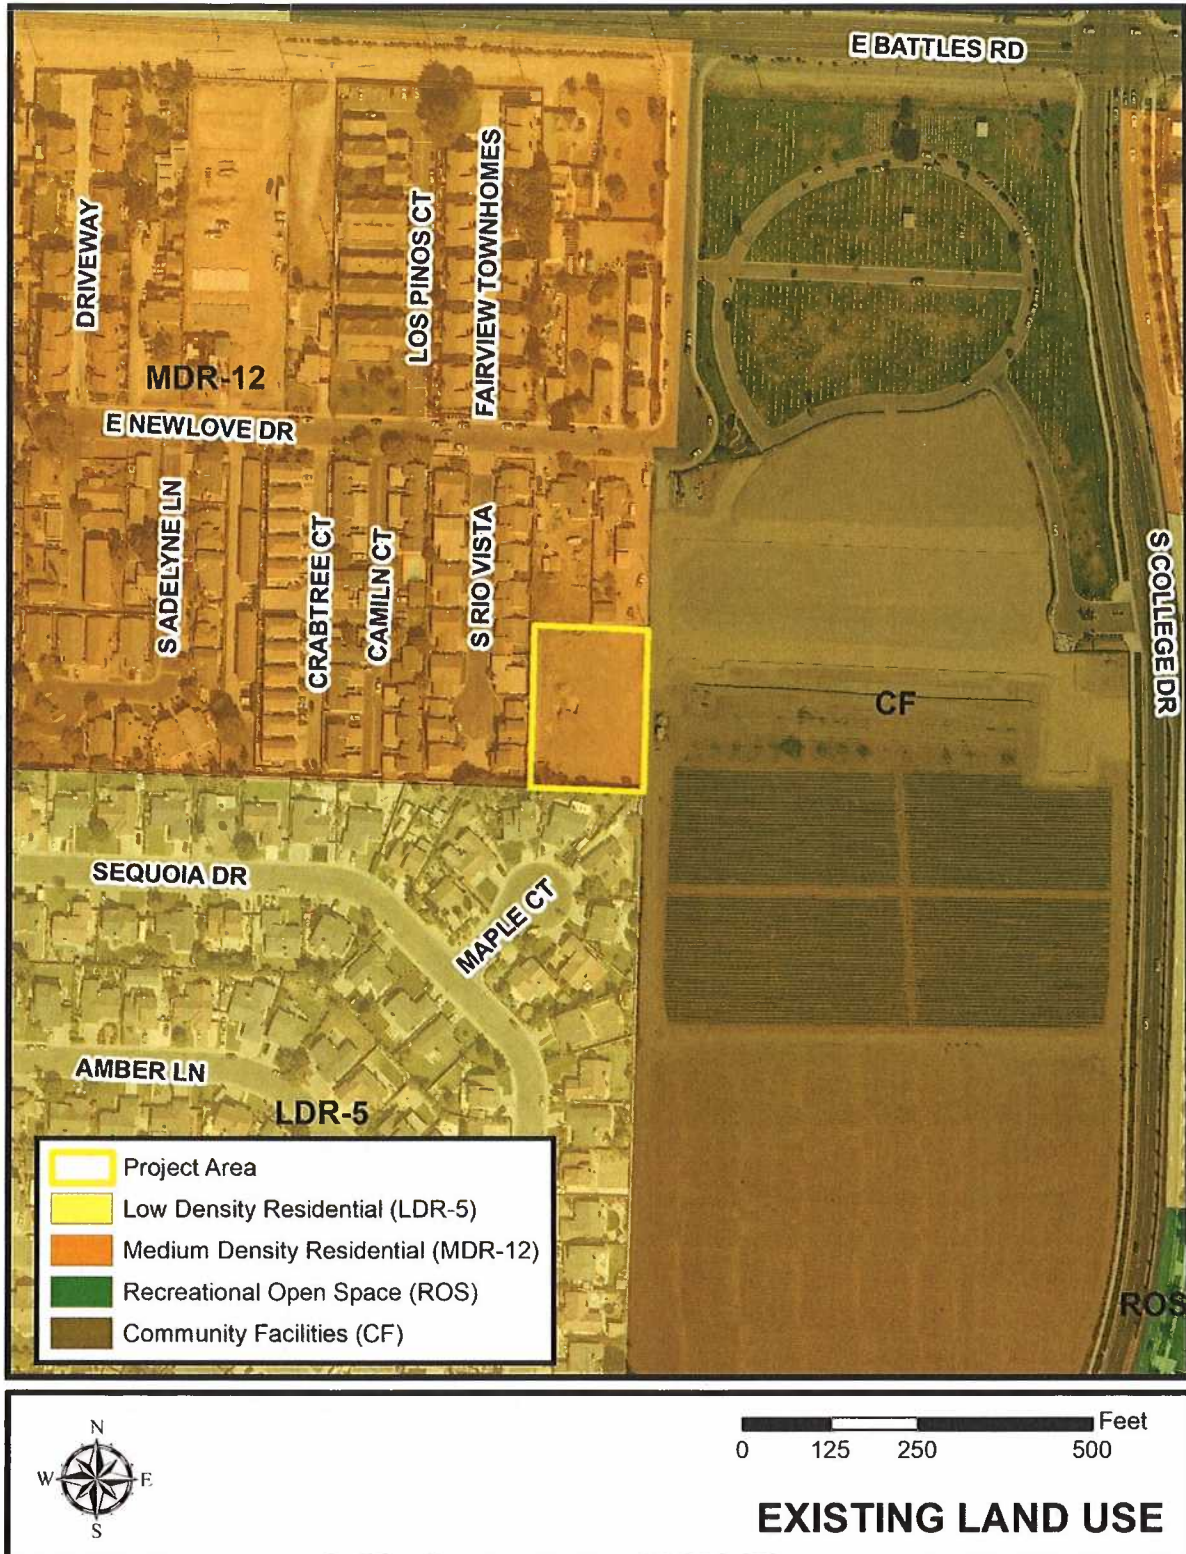 E BATTLES RD
DRIVEWAY
LOS PINOS CT
FAIRVIEW TOWNHOMES
MDR-12
E NEWLOVE DR
S ADELYNE LN
CRABTREE CT
CAMILN CT
S RIO VISTA
S COLLEGE DR
CF
SEQUOIA DR
MAPLE CT
AMBER LN
LDR-5
ROS
Project Area
Low Density Residential (LDR-5)
Medium Density Residential (MDR-12)
Recreational Open Space (ROS)
Community Facilities (CF)
N
W E
S
Feet
0 125 250 500
EXISTING LAND USE